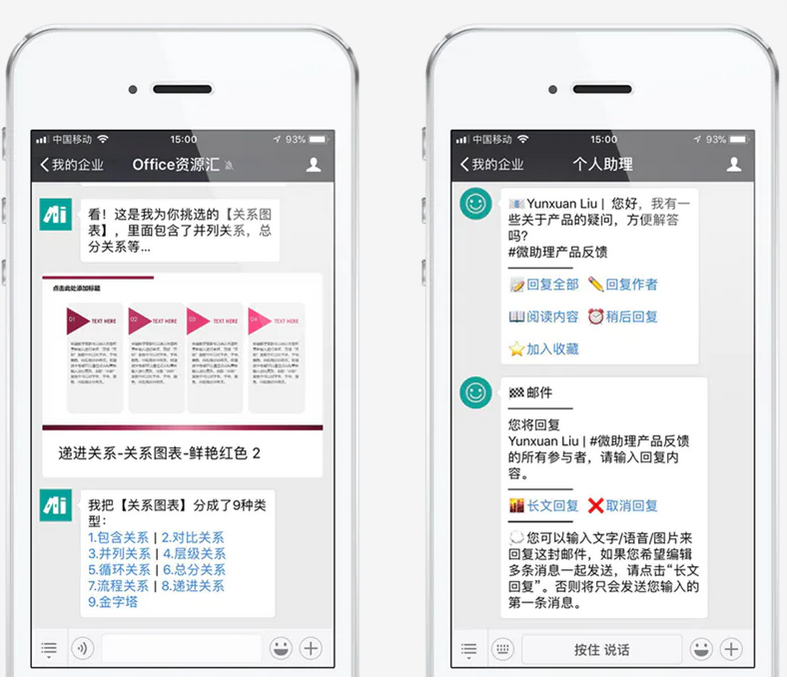 中国移动
15:00
93%
我的企业
Office资源汇
看！这是我为你挑选的【关系图
表】，里面包含了并列关系，总
分关系等...
点击此处添加标题
01 TEXT HERE
02 TEXT HERE
03 TEXT HERE
04 TEXT HERE
递进关系-关系图表-鲜艳红色 2
我把【关系图表】分成了9种类
型：
1.包含关系 | 2.对比关系
3.并列关系 | 4.层级关系
5.循环关系 | 6.总分关系
7.流程关系 | 8.递进关系
9.金字塔
中国移动
15:00
93%
我的企业
个人助理
Yunxuan Liu | 您好，我有一
些关于产品的疑问，方便解答
吗?
#微助理产品反馈
回复全部 回复作者
阅读内容 稍后回复
加入收藏
邮件
您将回复
Yunxuan Liu | #微助理产品反馈
的所有参与者，请输入回复内
容。
长文回复 取消回复
您可以输入文字/语音/图片来
回复这封邮件，如果您希望编辑
多条消息一起发送，请点击“长文
回复”。否则将只会发送您输入的
第一条消息。
按住 说话